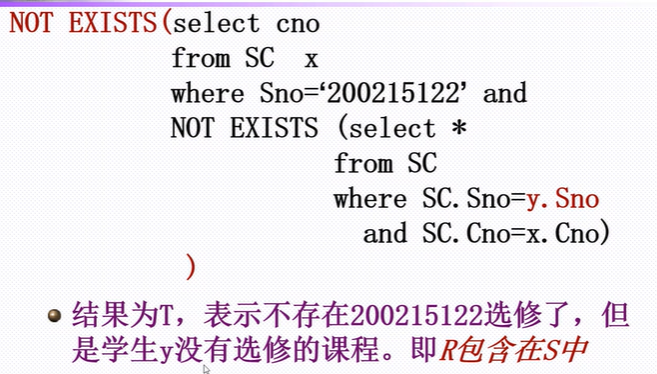 NOT EXISTS(select cno
from SC x
where Sno=‘200215122’ and
NOT EXISTS (select *
from SC
where SC.Sno=y.Sno
and SC.Cno=x.Cno)
)
结果为T，表示不存在200215122选修了，但
是学生y没有选修的课程。即R包含在S中